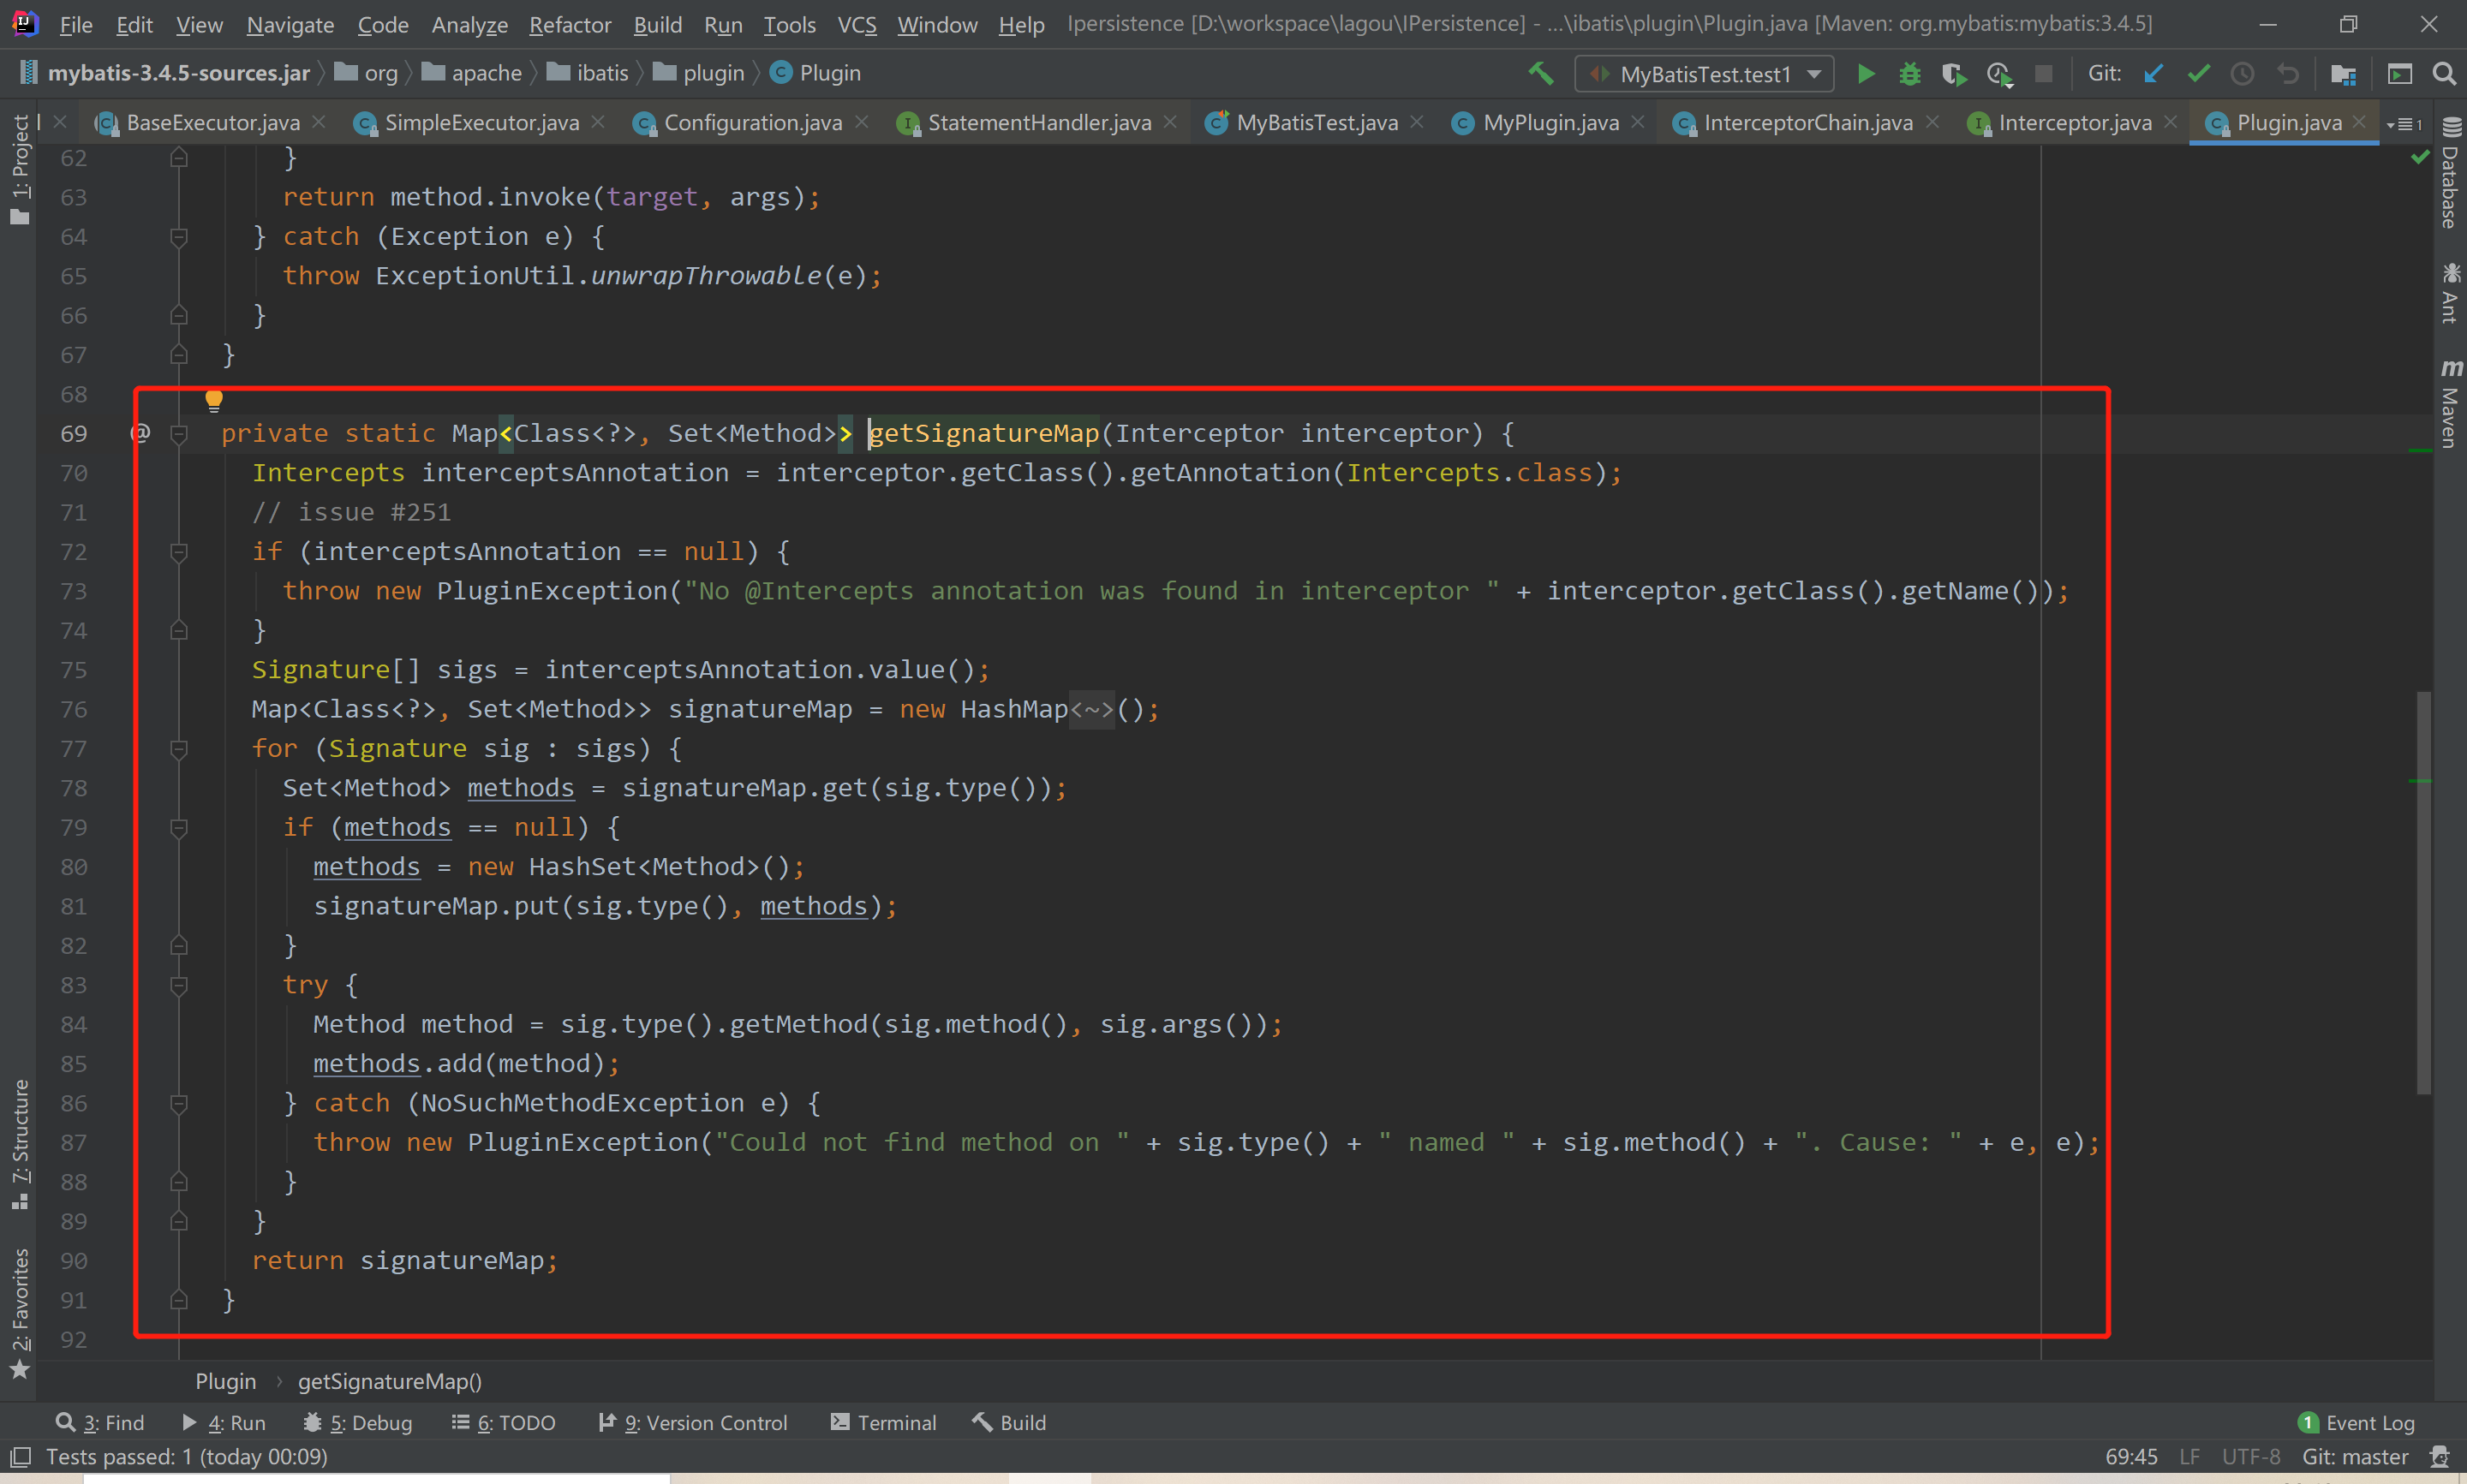 File Edit View Navigate Code Analyze Refactor Build Run Tools VCS Window Help Ipersistence [D:\workspace\lagou\IPersistence] - ...\ibatis\plugin\Plugin.java [Maven: org.mybatis:mybatis:3.4.5]
mybatis-3.4.5-sources.jar org apache ibatis plugin Plugin MyBatisTest.test1 Git:
BaseExecutor.java SimpleExecutor.java Configuration.java StatementHandler.java MyBatisTest.java MyPlugin.java InterceptorChain.java Interceptor.java Plugin.java 1
1: Project
7: Structure
2: Favorites
Database
Ant
Maven
62 }
63 return method.invoke(target, args);
64 } catch (Exception e) {
65 throw ExceptionUtil.unwrapThrowable(e);
66 }
67 }
68
69 @ private static Map<Class<?>, Set<Method>> getSignatureMap(Interceptor interceptor) {
70 Intercepts interceptsAnnotation = interceptor.getClass().getAnnotation(Intercepts.class);
71 // issue #251
72 if (interceptsAnnotation == null) {
73 throw new PluginException("No @Intercepts annotation was found in interceptor " + interceptor.getClass().getName());
74 }
75 Signature[] sigs = interceptsAnnotation.value();
76 Map<Class<?>, Set<Method>> signatureMap = new HashMap<~>();
77 for (Signature sig : sigs) {
78 Set<Method> methods = signatureMap.get(sig.type());
79 if (methods == null) {
80 methods = new HashSet<Method>();
81 signatureMap.put(sig.type(), methods);
82 }
83 try {
84 Method method = sig.type().getMethod(sig.method(), sig.args());
85 methods.add(method);
86 } catch (NoSuchMethodException e) {
87 throw new PluginException("Could not find method on " + sig.type() + " named " + sig.method() + ". Cause: " + e, e);
88 }
89 }
90 return signatureMap;
91 }
92
Plugin getSignatureMap()
3: Find 4: Run 5: Debug 6: TODO 9: Version Control Terminal Build 1 Event Log
Tests passed: 1 (today 00:09) 69:45 LF UTF-8 Git: master